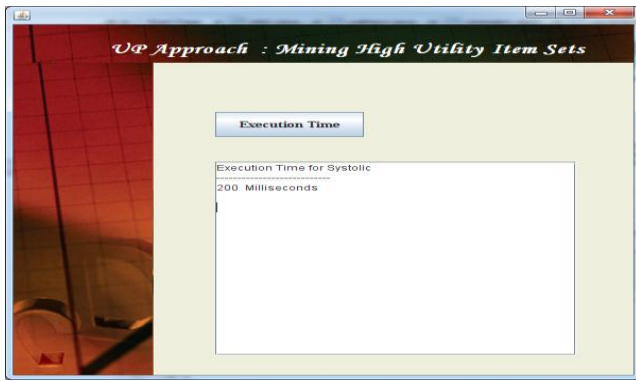 UP Approach : Mining High Utility Item Sets
Execution Time
Execution Time for Systolic
----------------------------
200 Milliseconds